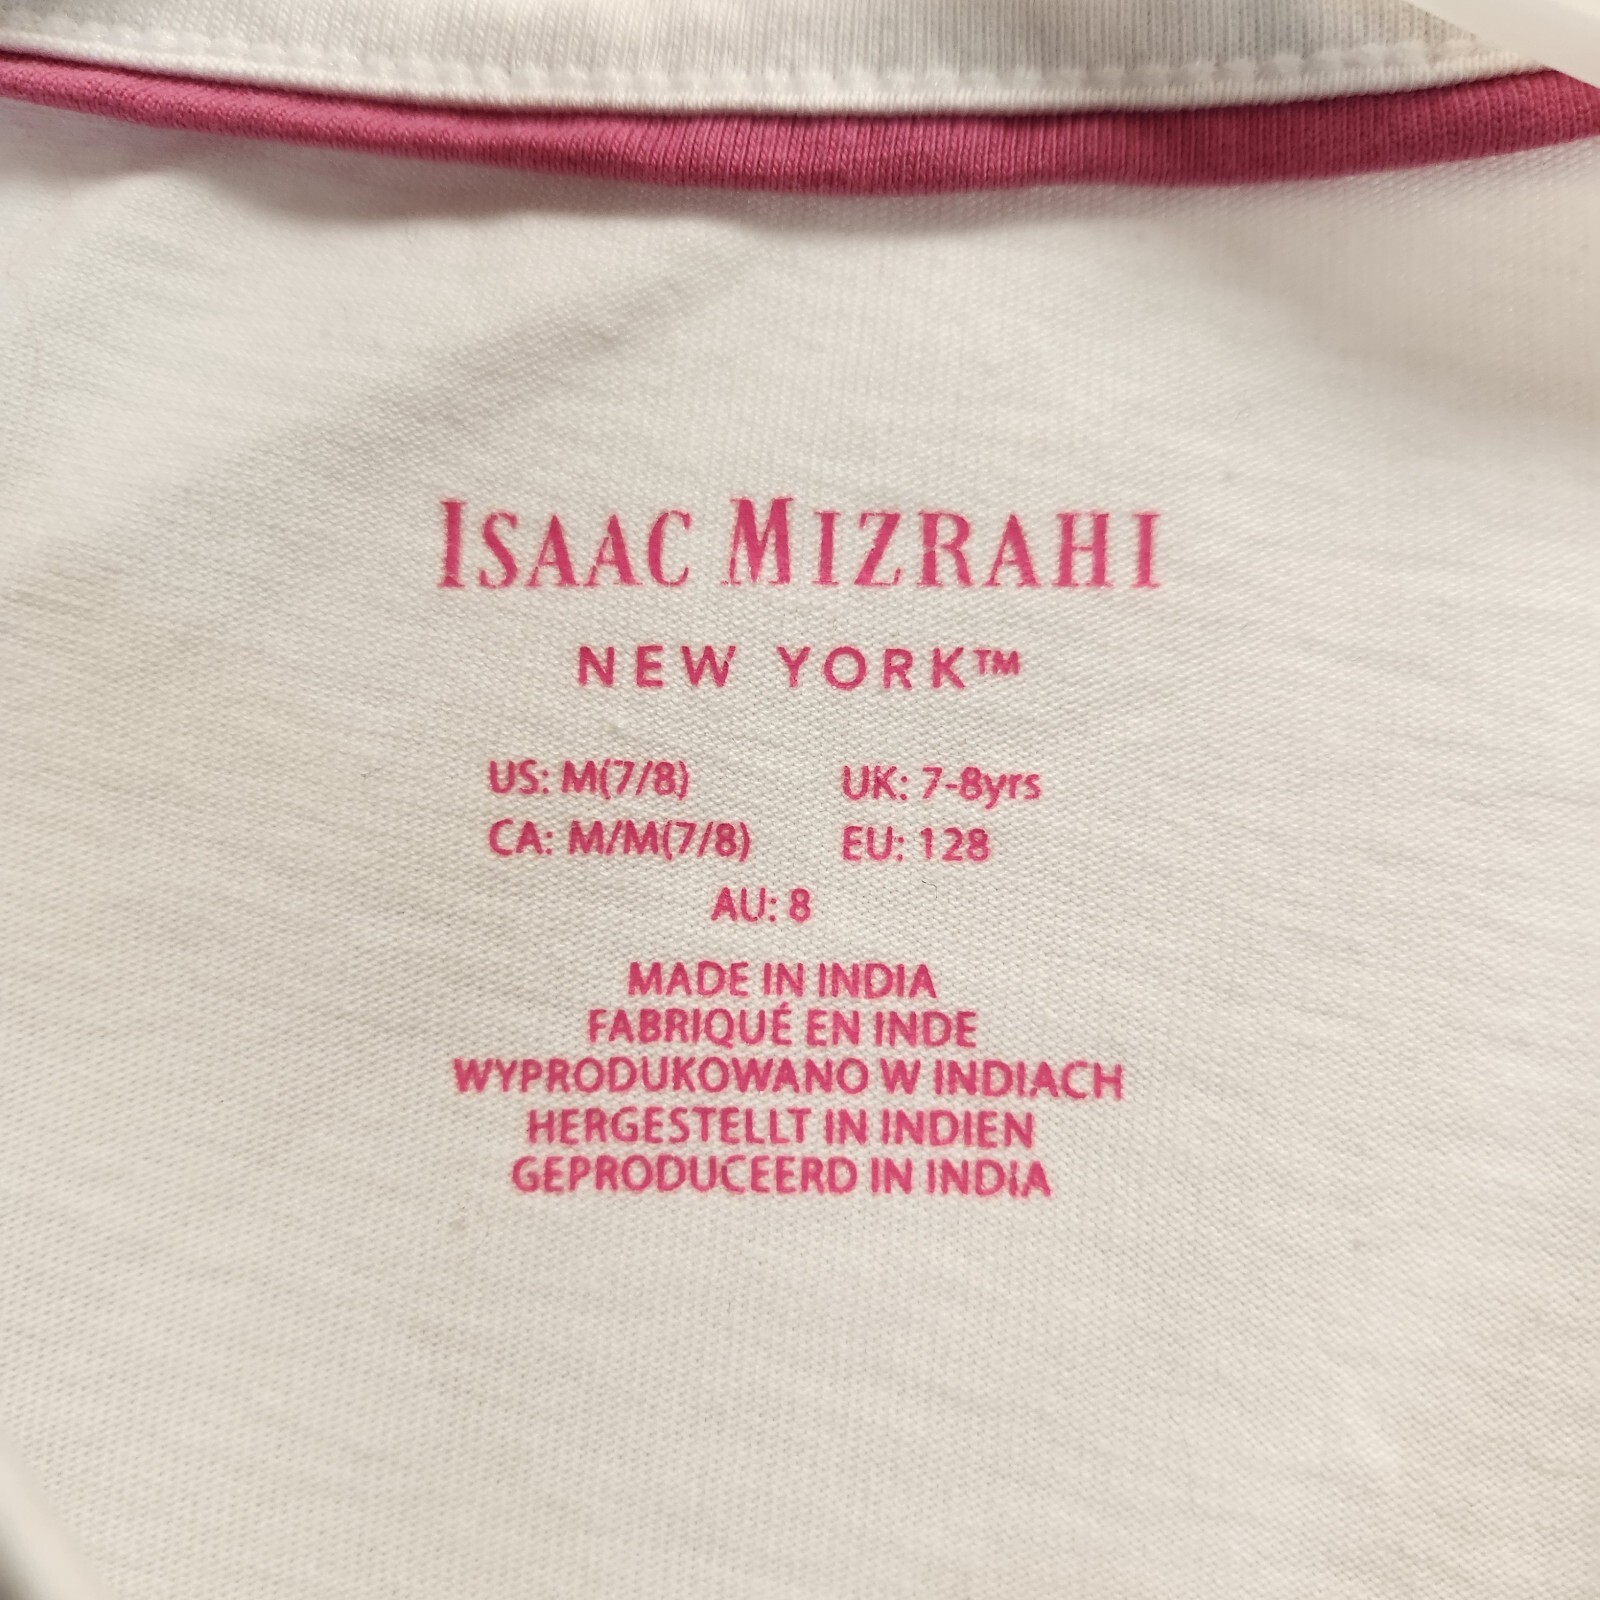 ISAAC MIZRAHI
NEW YORK™
US: M(7/8) UK: 7-8yrs
CA: M/M(7/8) EU: 128
AU: 8
MADE IN INDIA
FABRIQUÉ EN INDE
WYPRODUKOWANO W INDIACH
HERGESTELLT IN INDIEN
GEPRODUCEERD IN INDIA